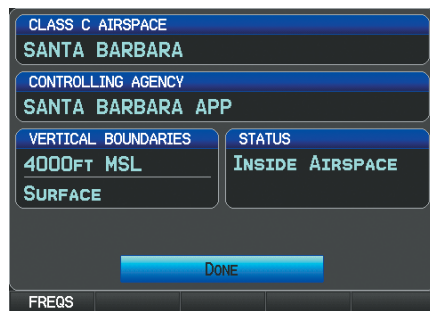 CLASS C AIRSPACE
SANTA BARBARA
CONTROLLING AGENCY
SANTA BARBARA APP
VERTICAL BOUNDARIES
4000FT MSL
SURFACE
STATUS
INSIDE AIRSPACE
DONE
FREQS